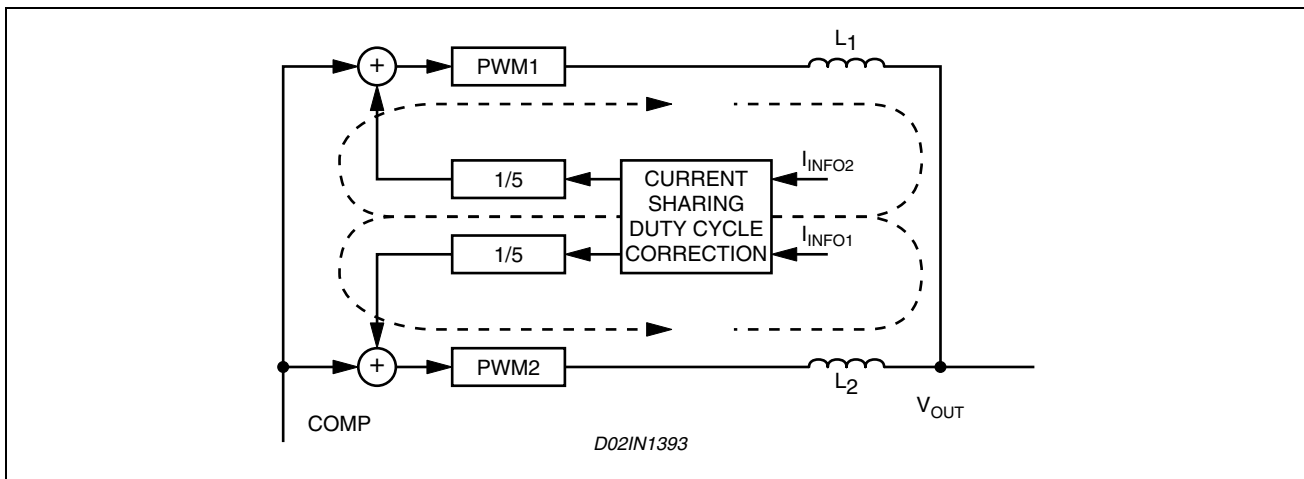 L1
+
PWM1
IINFO2
1/5
CURRENT
SHARING
DUTY CYCLE
CORRECTION
IINFO1
1/5
+
PWM2
L2
COMP
VOUT
D02IN1393